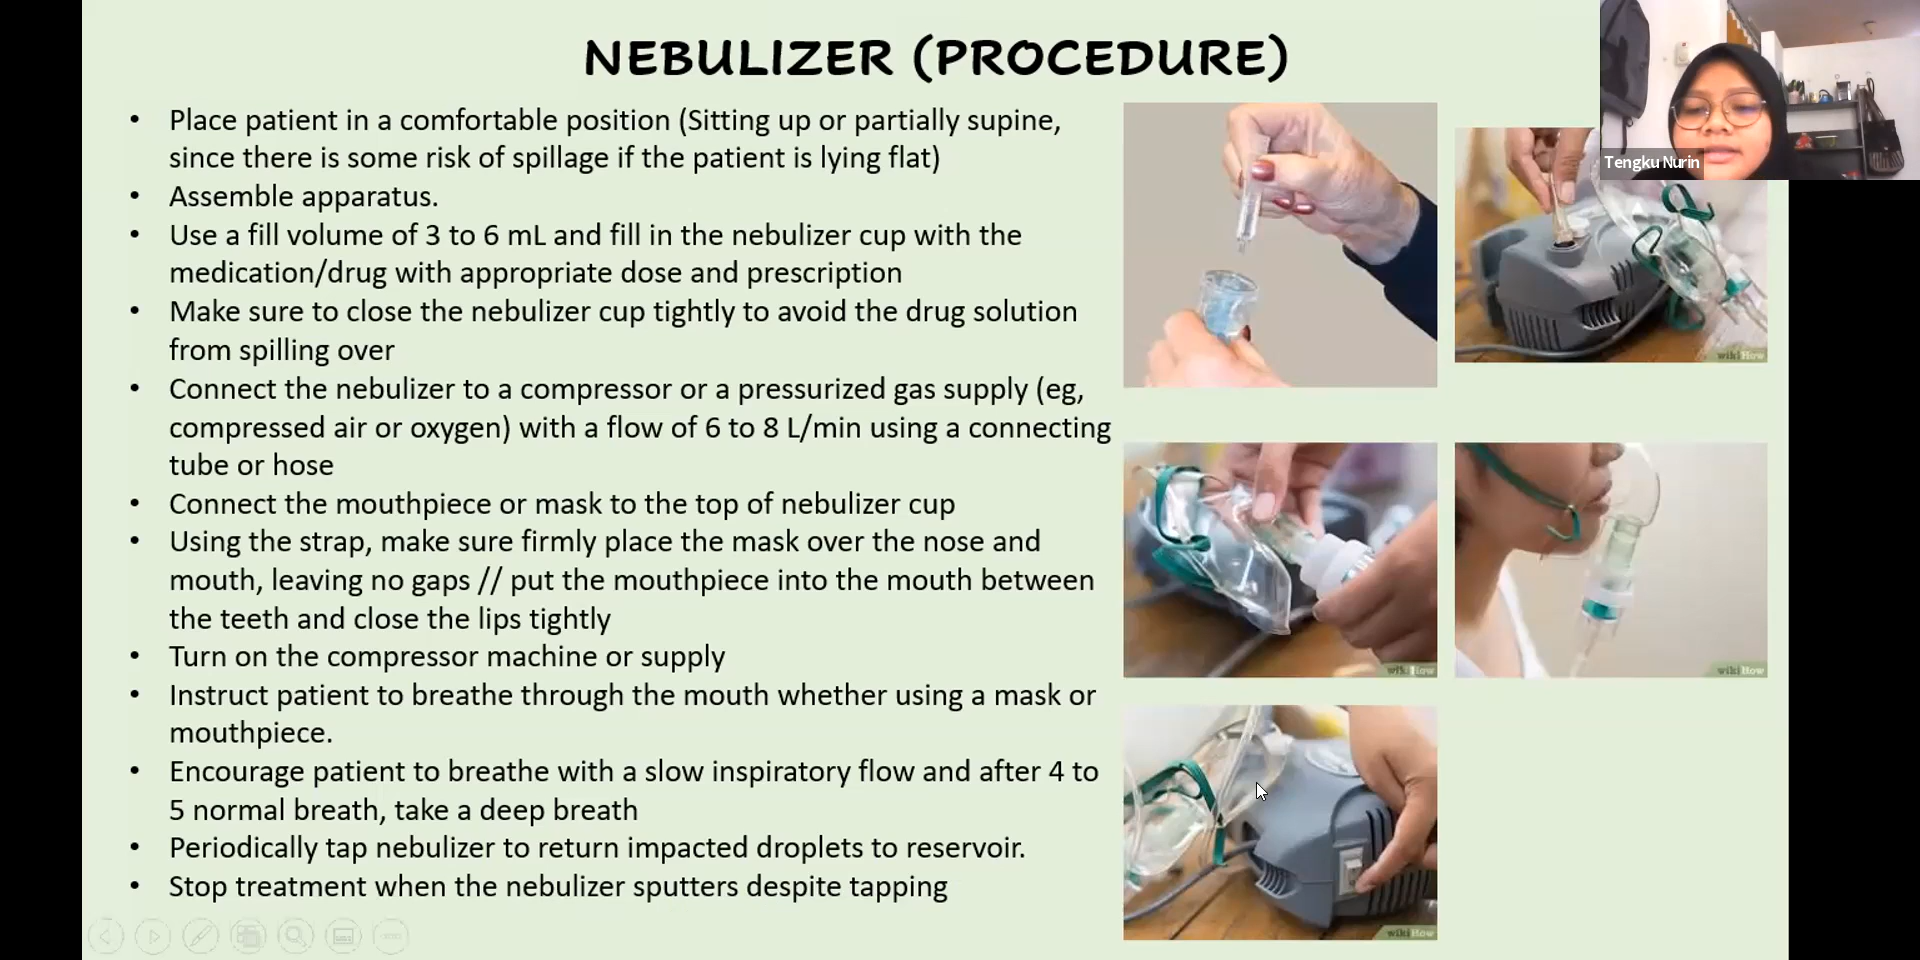 NEBULIZER (PROCEDURE)
• Place patient in a comfortable position (Sitting up or partially supine,
since there is some risk of spillage if the patient is lying flat)
• Assemble apparatus.
• Use a fill volume of 3 to 6 mL and fill in the nebulizer cup with the
medication/drug with appropriate dose and prescription
• Make sure to close the nebulizer cup tightly to avoid the drug solution
from spilling over
• Connect the nebulizer to a compressor or a pressurized gas supply (eg,
compressed air or oxygen) with a flow of 6 to 8 L/min using a connecting
tube or hose
• Connect the mouthpiece or mask to the top of nebulizer cup
• Using the strap, make sure firmly place the mask over the nose and
mouth, leaving no gaps // put the mouthpiece into the mouth between
the teeth and close the lips tightly
• Turn on the compressor machine or supply
• Instruct patient to breathe through the mouth whether using a mask or
mouthpiece.
• Encourage patient to breathe with a slow inspiratory flow and after 4 to
5 normal breath, take a deep breath
• Periodically tap nebulizer to return impacted droplets to reservoir.
• Stop treatment when the nebulizer sputters despite tapping
Tengku Nurin
wikiHow
wikiHow
wikiHow
wikiHow